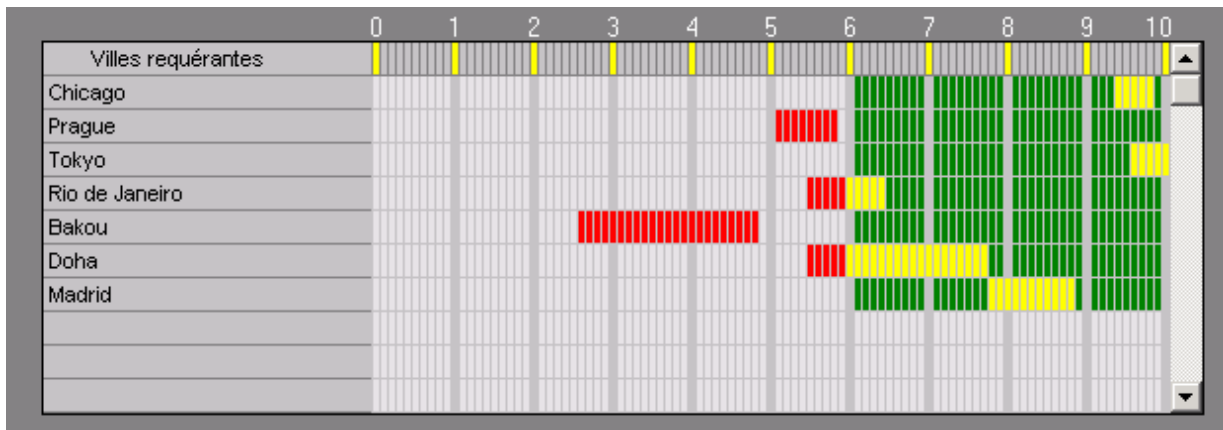 0 1 2 3 4 5 6 7 8 9 10
Villes requérantes
Chicago
Prague
Tokyo
Rio de Janeiro
Bakou
Doha
Madrid